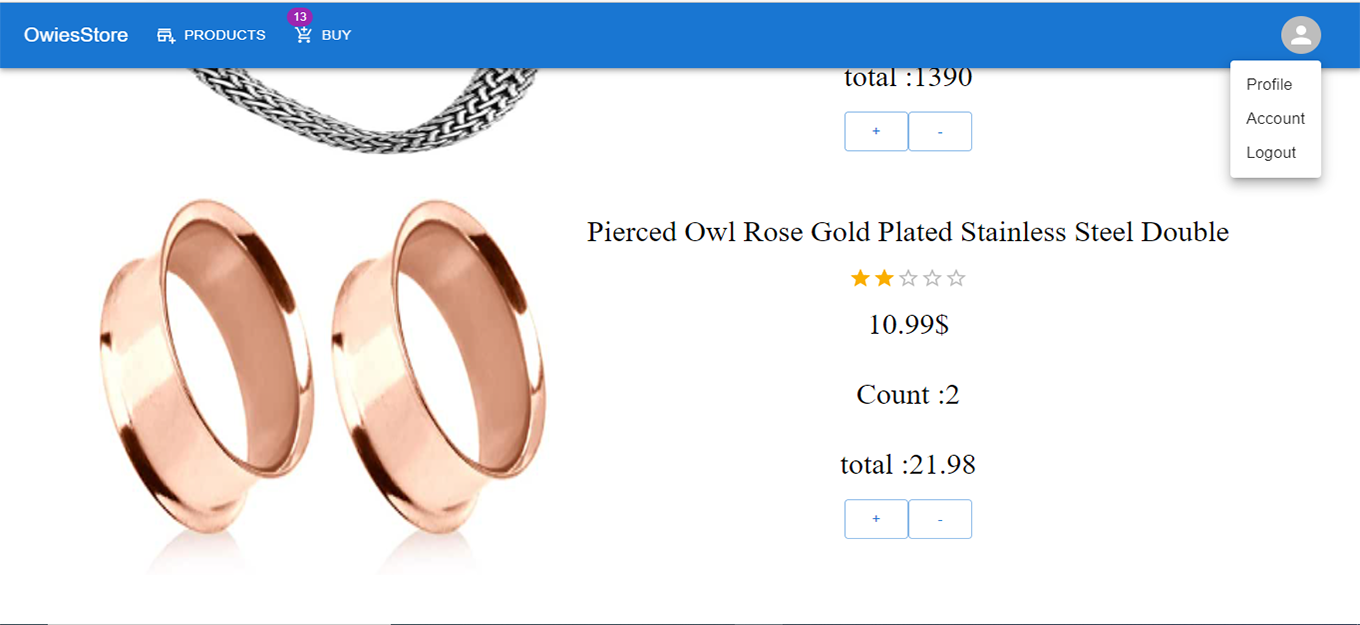 13
OwiesStore PRODUCTS BUY
Profile
Account
Logout
total :1390
+ -
Pierced Owl Rose Gold Plated Stainless Steel Double
10.99$
Count :2
total :21.98
+ -